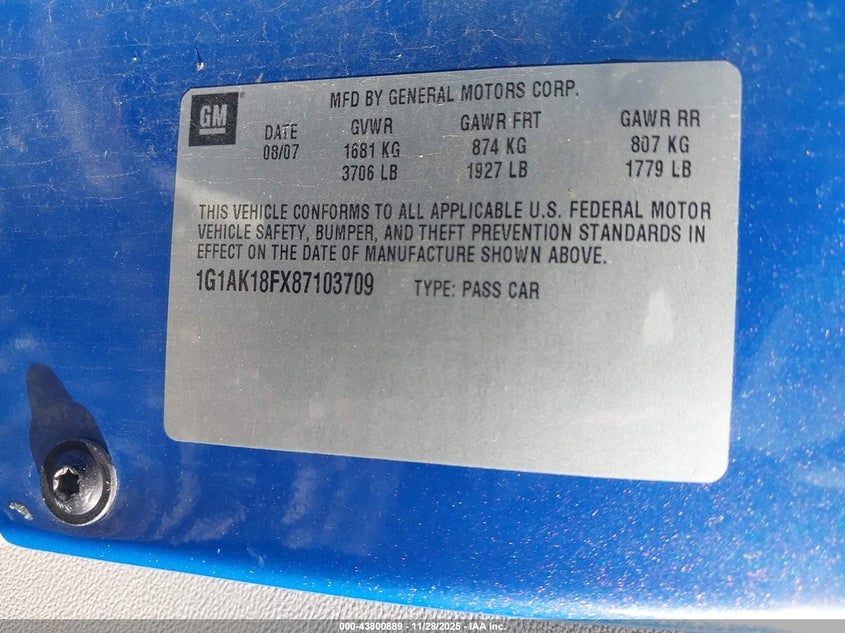 GM
MFD BY GENERAL MOTORS CORP.
DATE GVWR GAWR FRT GAWR RR
08/07 1681 KG 874 KG 807 KG
3706 LB 1927 LB 1779 LB
THIS VEHICLE CONFORMS TO ALL APPLICABLE U.S. FEDERAL MOTOR
VEHICLE SAFETY, BUMPER, AND THEFT PREVENTION STANDARDS IN
EFFECT ON THE DATE OF MANUFACTURE SHOWN ABOVE.
1G1AK18FX87103709 TYPE: PASS CAR
000-43800889 - 11/28/2025 - IAA Inc.